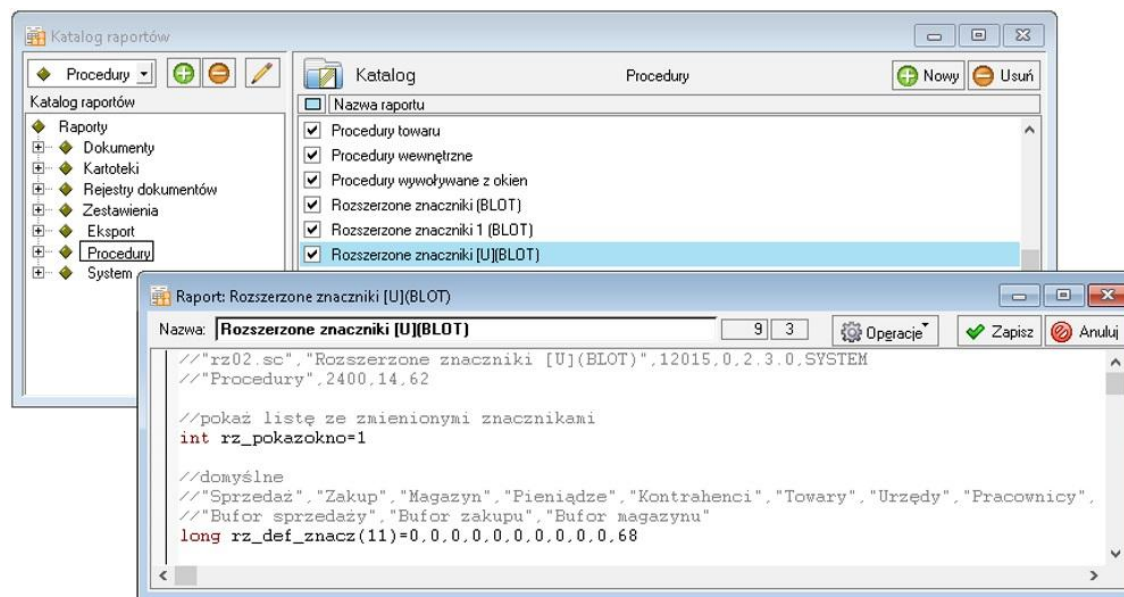 Katalog raportów
Procedury
Katalog raportów
Raporty
Dokumenty
Kartoteki
Rejestry dokumentów
Zestawienia
Eksport
Procedury
System
Katalog Procedury Nowy Usuń
Nazwa raportu
Procedury towaru
Procedury wewnętrzne
Procedury wywoływane z okien
Rozszerzone znaczniki (BLOT)
Rozszerzone znaczniki 1 (BLOT)
Rozszerzone znaczniki [U](BLOT)
Raport: Rozszerzone znaczniki [U](BLOT)
Nazwa: Rozszerzone znaczniki [U](BLOT) 9 3 Operacje Zapisz Anuluj
//"rz02.sc","Rozszerzone znaczniki [U](BLOT)",12015,0,2.3.0,SYSTEM
//"Procedury",2400,14,62
//pokaż listę ze zmienionymi znacznikami
int rz_pokazokno=1
//domyślne
//"Sprzedaż","Zakup","Magazyn","Pieniądze","Kontrahenci","Towary","Urzędy","Pracownicy",
//"Bufor sprzedaży","Bufor zakupu","Bufor magazynu"
long rz_def_znacz(11)=0,0,0,0,0,0,0,0,0,0,68